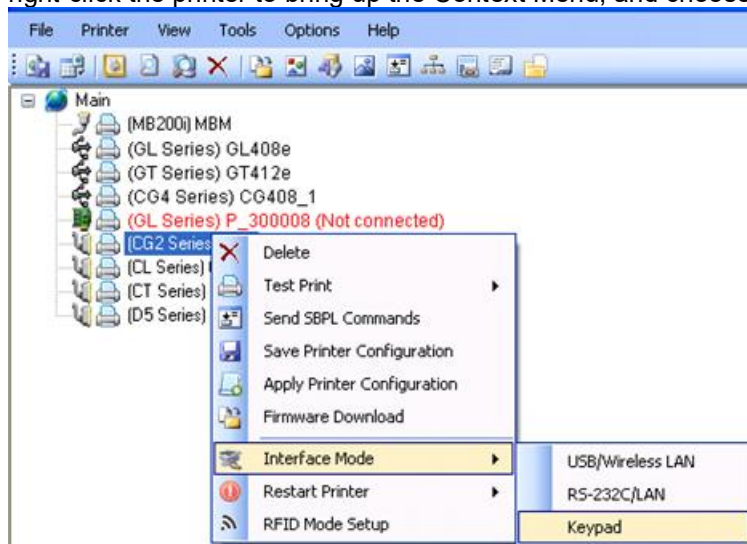 right-click the printer to bring up the Context Menu, and choose
File Printer View Tools Options Help
Main
(MB200i) MBM
(GL Series) GL408e
(GT Series) GT412e
(CG4 Series) CG408_1
(GL Series) P_300008 (Not connected)
(CG2 Series
(CL Series)
(CT Series)
(D5 Series)
Delete
Test Print
Send SBPL Commands
Save Printer Configuration
Apply Printer Configuration
Firmware Download
Interface Mode
Restart Printer
RFID Mode Setup
USB/Wireless LAN
RS-232C/LAN
Keypad